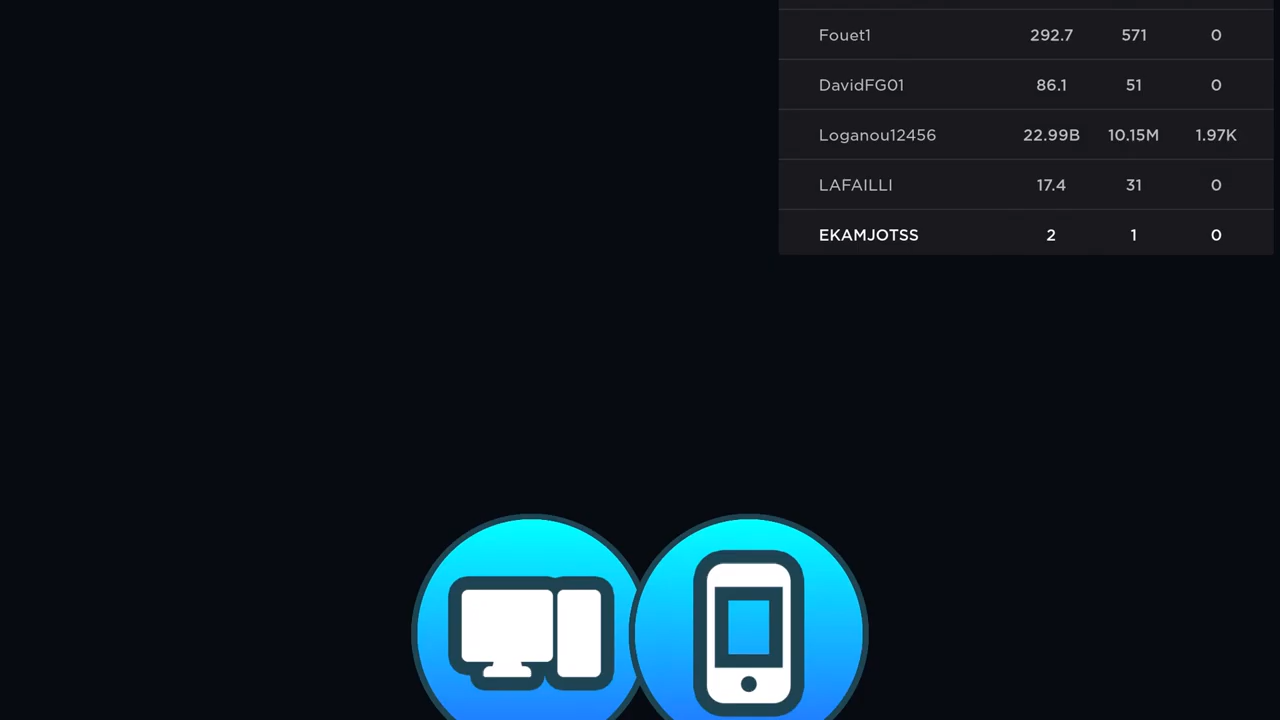 Fouet1 292.7 571 0
DavidFG01 86.1 51 0
Loganou12456 22.99B 10.15M 1.97K
LAFAILLI 17.4 31 0
EKAMJOTSS 2 1 0